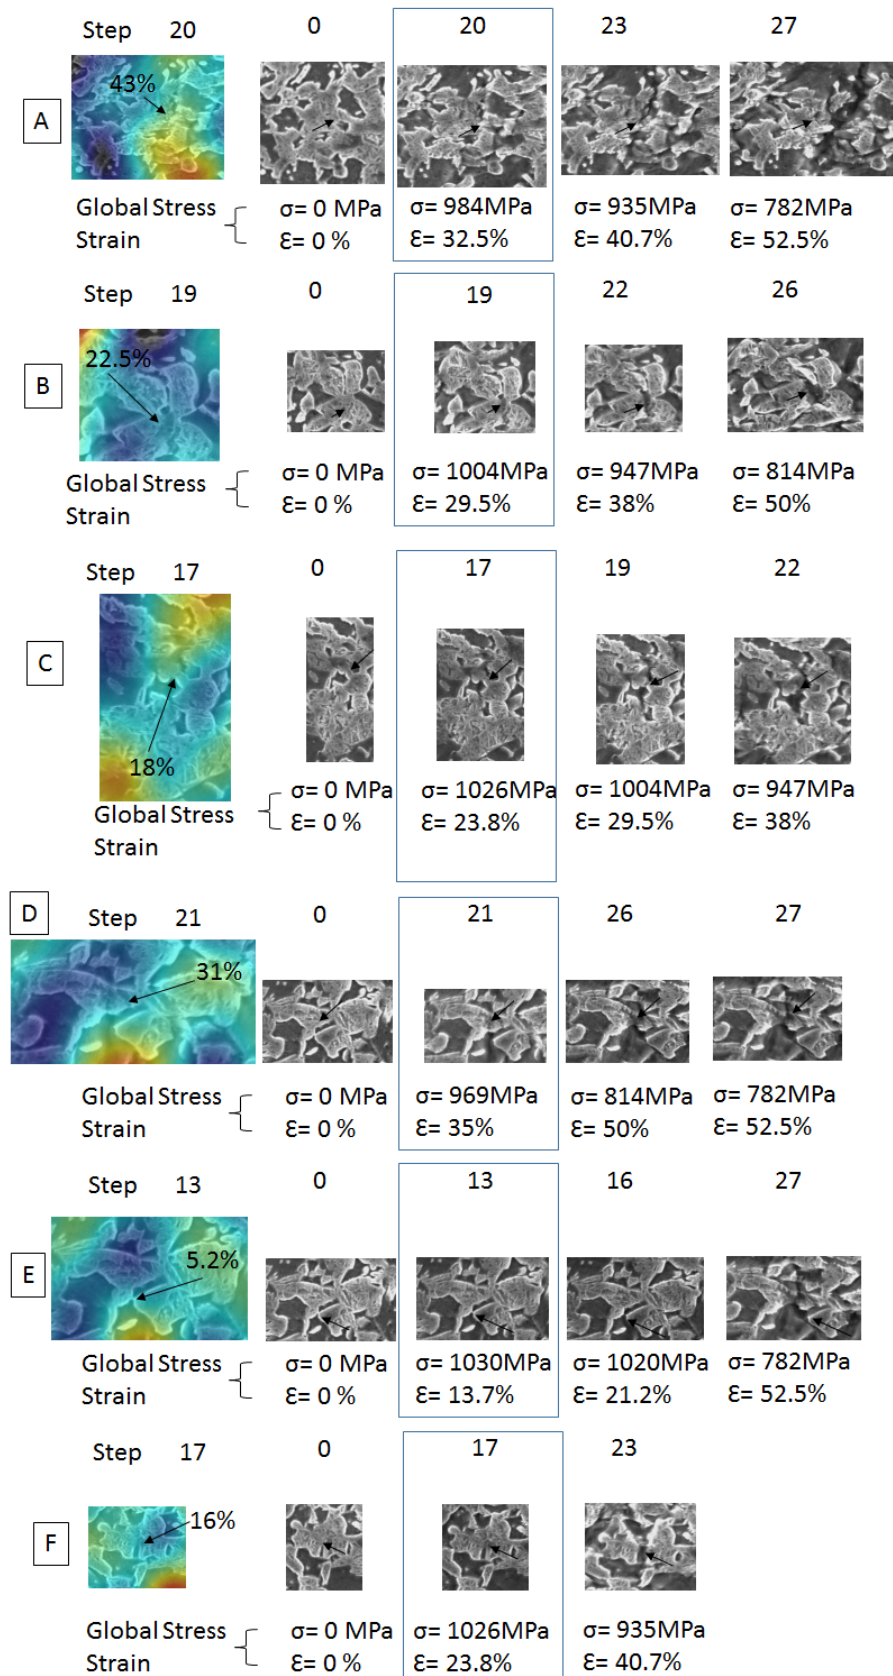 Step 20 0 20 23 27
43%
A
Global Stress σ= 0 MPa σ= 984MPa σ= 935MPa σ= 782MPa
Strain Ɛ= 0 % Ɛ= 32.5% Ɛ= 40.7% Ɛ= 52.5%
Step 19 0 19 22 26
22.5%
B
Global Stress σ= 0 MPa σ= 1004MPa σ= 947MPa σ= 814MPa
Strain Ɛ= 0 % Ɛ= 29.5% Ɛ= 38% Ɛ= 50%
Step 17 0 17 19 22
C
18%
Global Stress σ= 0 MPa σ= 1026MPa σ= 1004MPa σ= 947MPa
Strain Ɛ= 0 % Ɛ= 23.8% Ɛ= 29.5% Ɛ= 38%
D
Step 21 0 21 26 27
31%
Global Stress σ= 0 MPa σ= 969MPa σ= 814MPa σ= 782MPa
Strain Ɛ= 0 % Ɛ= 35% Ɛ= 50% Ɛ= 52.5%
Step 13 0 13 16 27
5.2%
E
Global Stress σ= 0 MPa σ= 1030MPa σ= 1020MPa σ= 782MPa
Strain Ɛ= 0 % Ɛ= 13.7% Ɛ= 21.2% Ɛ= 52.5%
Step 17 0 17 23
16%
F
Global Stress σ= 0 MPa σ= 1026MPa σ= 935MPa
Strain Ɛ= 0 % Ɛ= 23.8% Ɛ= 40.7%